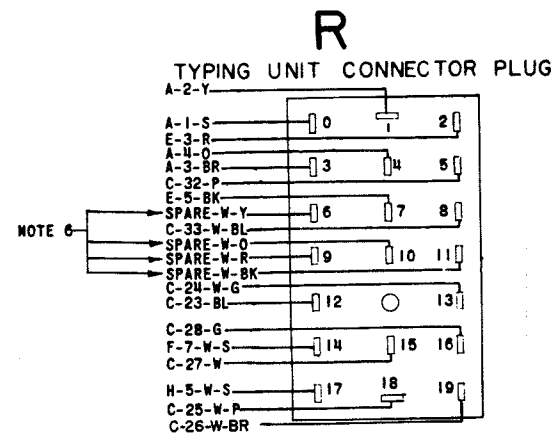 R
TYPING UNIT CONNECTOR PLUG
A-2-Y
1
A-1-S 0 2
E-3-R
A-4-O
A-3-BR 3 4 5
C-32-P
E-5-BK
SPARE-W-Y 6 7 8
C-33-W-BL
NOTE 6
SPARE-W-O
SPARE-W-R 9 10 11
SPARE-W-BK
C-24-W-G
C-23-BL 12 13
C-28-G
F-7-W-S 14 15 16
C-27-W
H-5-W-S 17 18 19
C-25-W-P
C-26-W-BR